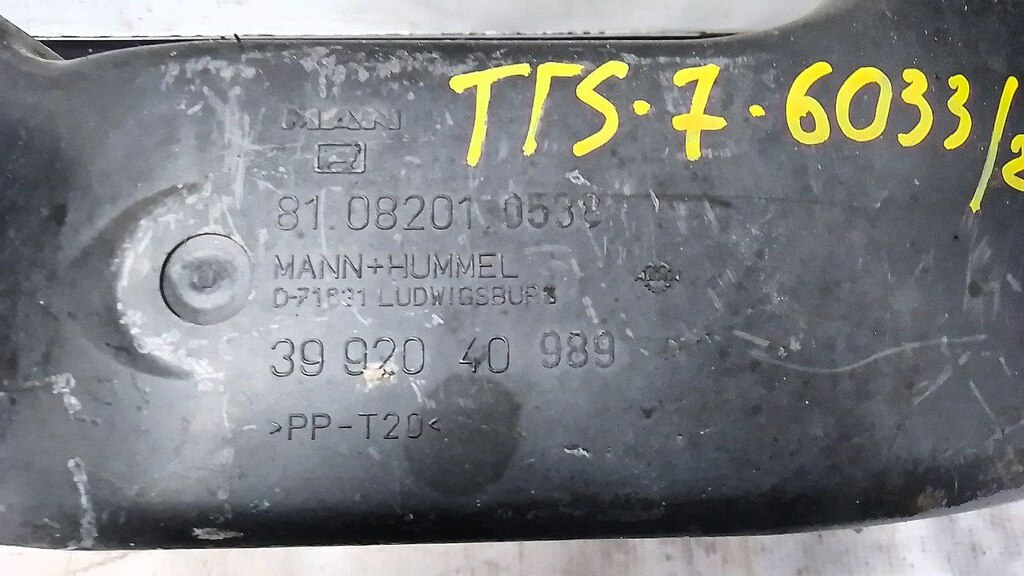 TTS.7.6033/2
MAN
81.08201.0538
MANN+HUMMEL
D-71631 LUDWIGSBURG
39 920 40 989
>PP-T20<